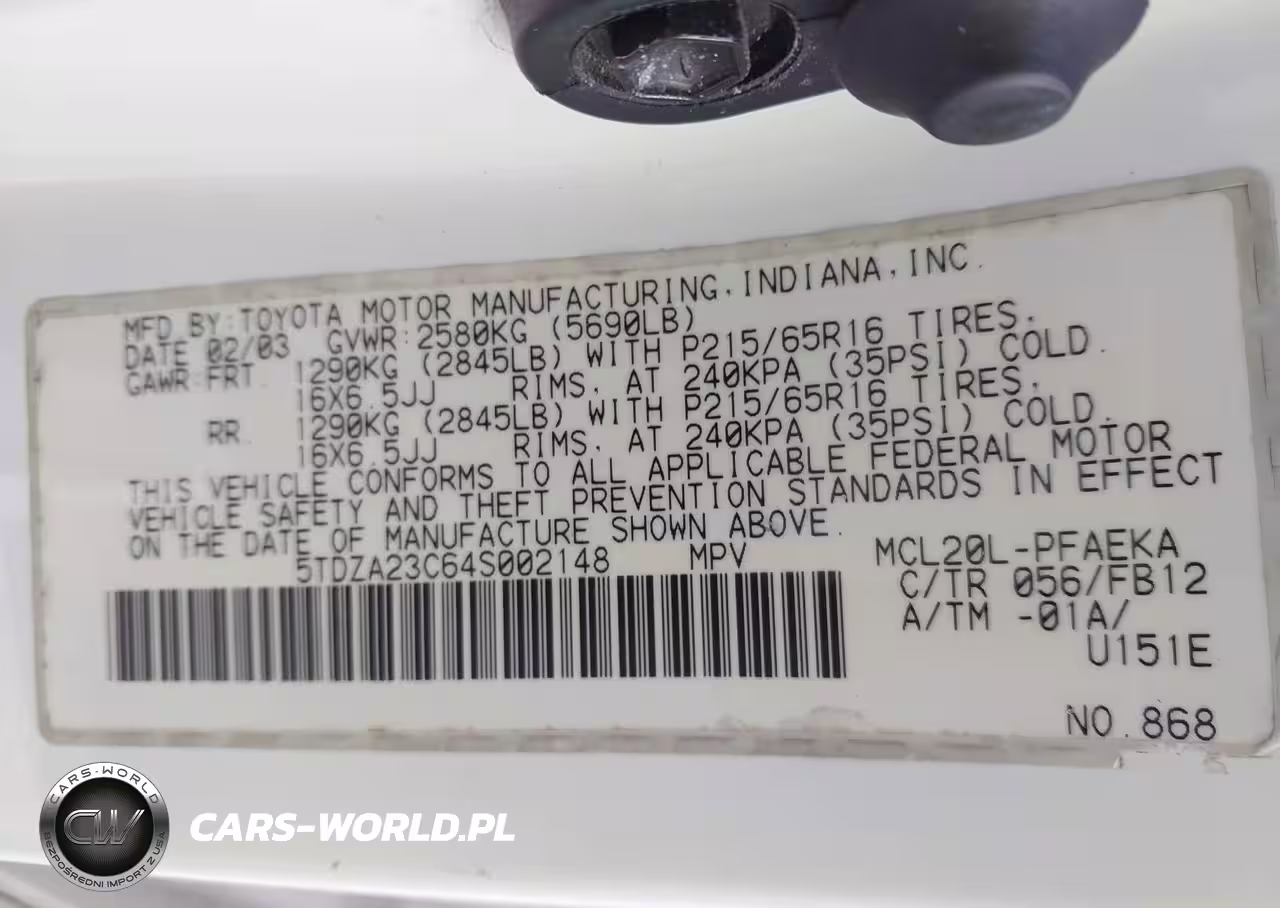 MFD BY:TOYOTA MOTOR MANUFACTURING,INDIANA,INC.
DATE 02/03 GVWR:2580KG (5690LB)
GAWR:FRT. 1290KG (2845LB) WITH P215/65R16 TIRES,
16X6.5JJ RIMS, AT 240KPA (35PSI) COLD.
RR. 1290KG (2845LB) WITH P215/65R16 TIRES,
16X6.5JJ RIMS, AT 240KPA (35PSI) COLD.
THIS VEHICLE CONFORMS TO ALL APPLICABLE FEDERAL MOTOR
VEHICLE SAFETY AND THEFT PREVENTION STANDARDS IN EFFECT
ON THE DATE OF MANUFACTURE SHOWN ABOVE.
5TDZA23C64S002148 MPV MCL20L-PFAEKA
C/TR 056/FB12
A/TM -01A/
U151E
NO.868
CARS-WORLD
CW
BEZPOŚREDNI IMPORT Z USA
CARS-WORLD.PL